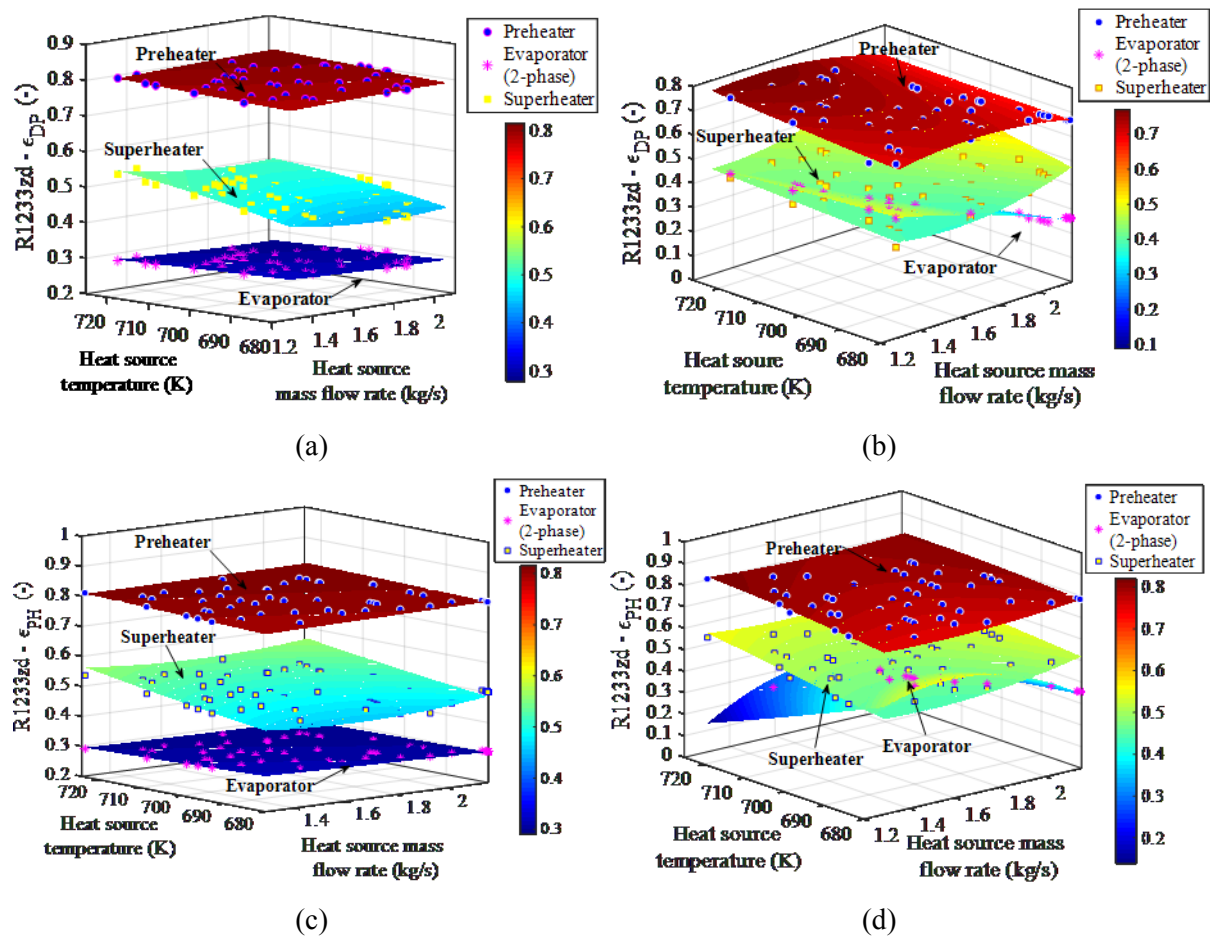 Preheater
Evaporator
(2-phase)
Superheater
0.9
0.8
0.7
0.6
0.5
0.4
0.3
0.2
R1233zd - ϵDP (-)
Preheater
Superheater
Evaporator
720
710
700
690
680
1.2
1.4
1.6
1.8
2
Heat source
temperature (K)
Heat source
mass flow rate (kg/s)
0.8
0.7
0.6
0.5
0.4
0.3
(a)
Preheater
Evaporator
(2-phase)
Superheater
0.8
0.7
0.6
0.5
0.4
0.3
0.2
0.1
0
R1233zd - ϵDP (-)
Preheater
Superheater
Evaporator
720
710
700
690
680
1.2
1.4
1.6
1.8
2
Heat soure
temperature (K)
Heat source mass
flow rate (kg/s)
0.7
0.6
0.5
0.4
0.3
0.2
0.1
(b)
Preheater
Evaporator
(2-phase)
Superheater
1
0.9
0.8
0.7
0.6
0.5
0.4
0.3
0.2
R1233zd - ϵPH (-)
Preheater
Superheater
Evaporator
720
710
700
690
680
1.4
1.6
1.8
2
Heat source
temperature (K)
Heat source mass
flow rate (kg/s)
0.8
0.7
0.6
0.5
0.4
0.3
(c)
Preheater
Evaporator
(2-phase)
Superheater
1
0.9
0.8
0.7
0.6
0.5
0.4
0.3
0.2
0.1
0
R1233zd - ϵPH (-)
Preheater
Superheater
Evaporator
720
710
700
690
680
1.2
1.4
1.6
1.8
2
Heat source
temperature (K)
Heat source mass
flow rate (kg/s)
0.8
0.7
0.6
0.5
0.4
0.3
0.2
(d)